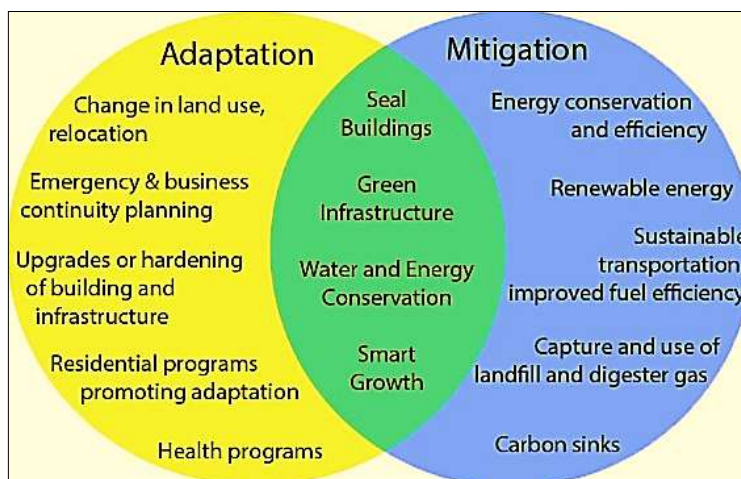 Adaptation
Change in land use,
relocation
Emergency & business
continuity planning
Upgrades or hardening
of building and
infrastructure
Residential programs
promoting adaptation
Health programs
Seal
Buildings
Green
Infrastructure
Water and Energy
Conservation
Smart
Growth
Mitigation
Energy conservation
and efficiency
Renewable energy
Sustainable
transportation
improved fuel efficiency
Capture and use of
landfill and digester gas
Carbon sinks